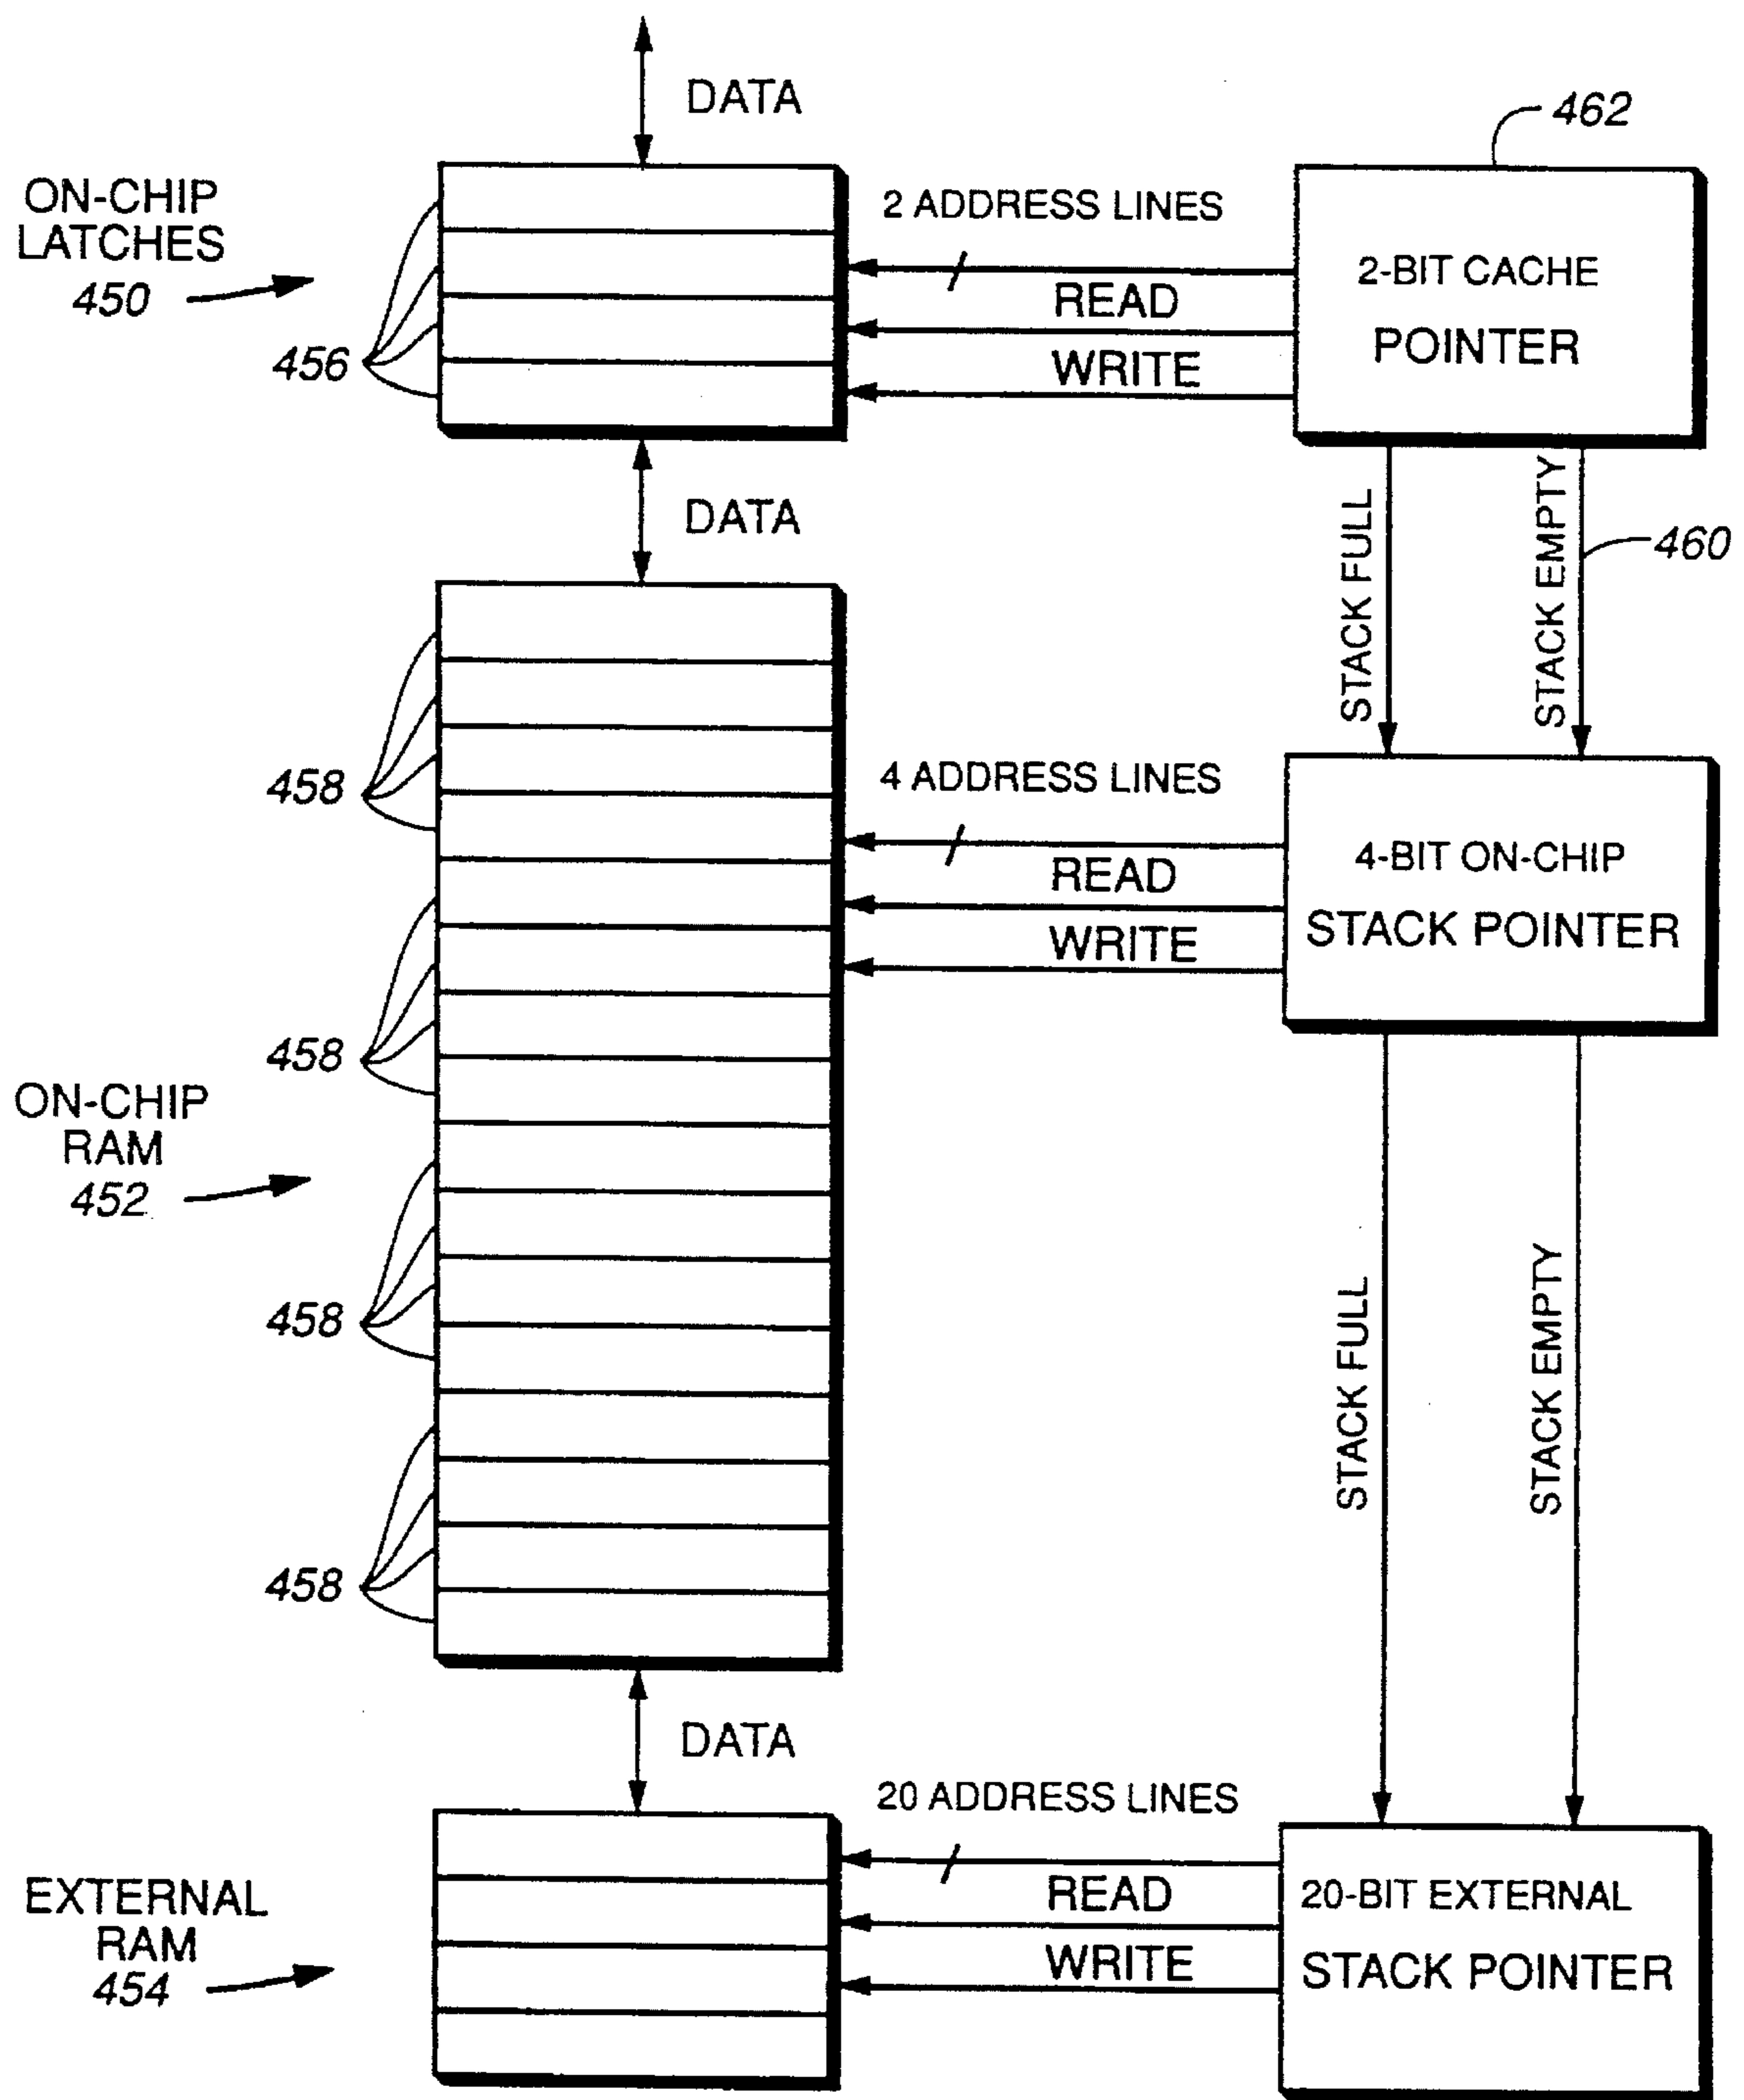 DATA
462
ON-CHIP
LATCHES
450
456
2 ADDRESS LINES
READ
WRITE
2-BIT CACHE
POINTER
DATA
STACK FULL
STACK EMPTY
460
458
458
458
458
ON-CHIP
RAM
452
4 ADDRESS LINES
READ
WRITE
4-BIT ON-CHIP
STACK POINTER
STACK FULL
STACK EMPTY
DATA
EXTERNAL
RAM
454
20 ADDRESS LINES
READ
WRITE
20-BIT EXTERNAL
STACK POINTER